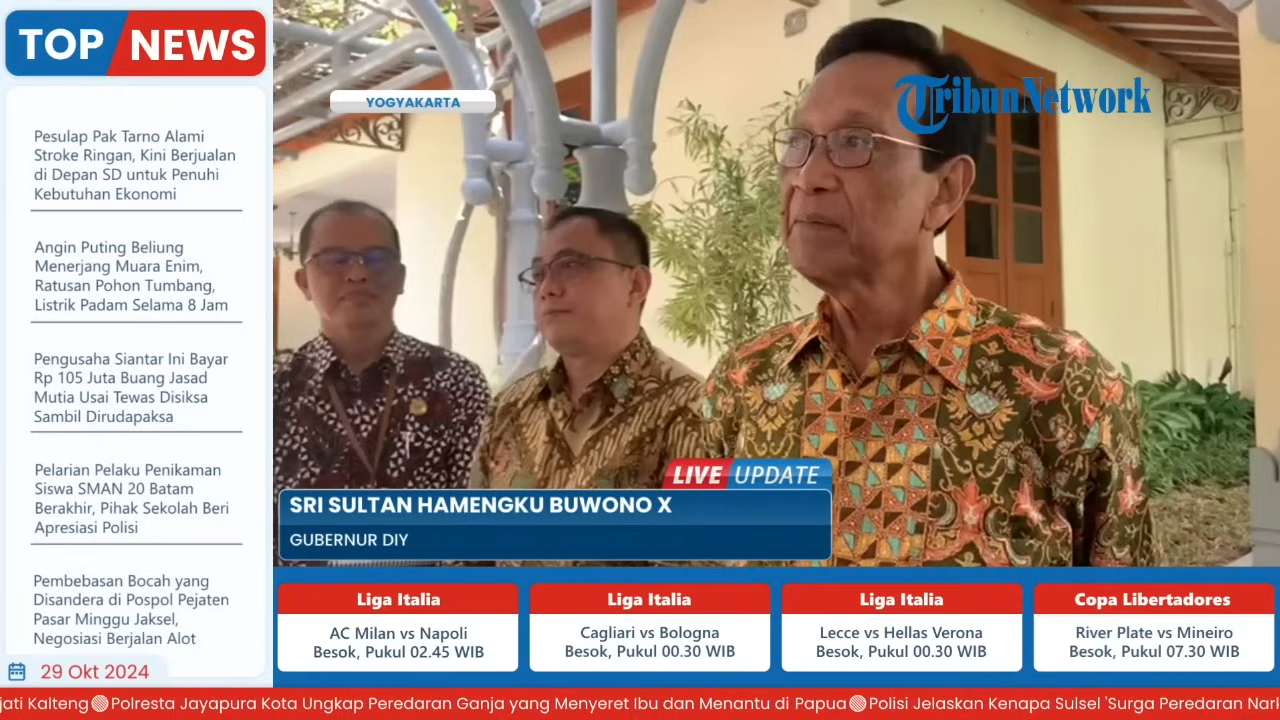 TOP NEWS
Pesulap Pak Tarno Alami
Stroke Ringan, Kini Berjualan
di Depan SD untuk Penuhi
Kebutuhan Ekonomi
Angin Puting Beliung
Menerjang Muara Enim,
Ratusan Pohon Tumbang,
Listrik Padam Selama 8 Jam
Pengusaha Siantar Ini Bayar
Rp 105 Juta Buang Jasad
Mutia Usai Tewas Disiksa
Sambil Dirudapaksa
Pelarian Pelaku Penikaman
Siswa SMAN 20 Batam
Berakhir, Pihak Sekolah Beri
Apresiasi Polisi
Pembebasan Bocah yang
Disandera di Pospol Pejaten
Pasar Minggu Jaksel,
Negosiasi Berjalan Alot
29 Okt 2024
YOGYAKARTA
TribunNetwork
LIVE UPDATE
SRI SULTAN HAMENGKU BUWONO X
GUBERNUR DIY
Liga Italia
AC Milan vs Napoli
Besok, Pukul 02.45 WIB
Liga Italia
Cagliari vs Bologna
Besok, Pukul 00.30 WIB
Liga Italia
Lecce vs Hellas Verona
Besok, Pukul 00.30 WIB
Copa Libertadores
River Plate vs Mineiro
Besok, Pukul 07.30 WIB
jati Kalteng Polresta Jayapura Kota Ungkap Peredaran Ganja yang Menyeret Ibu dan Menantu di Papua Polisi Jelaskan Kenapa Sulsel 'Surga Peredaran Nark